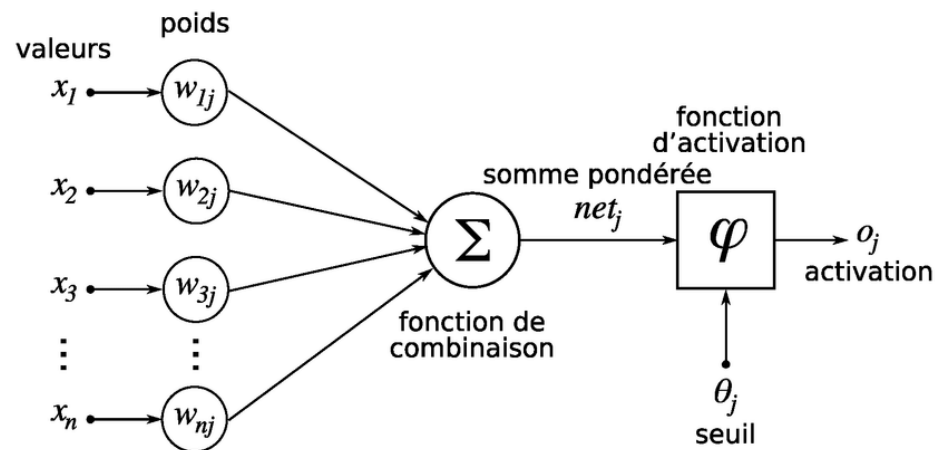 poids
valeurs
x₁
w₁ⱼ
x₂
w₂ⱼ
x₃
w₃ⱼ
⋮
⋮
xₙ
wₙⱼ
Σ
fonction de
combinaison
somme pondérée
netⱼ
fonction
d'activation
φ
oⱼ
activation
θⱼ
seuil